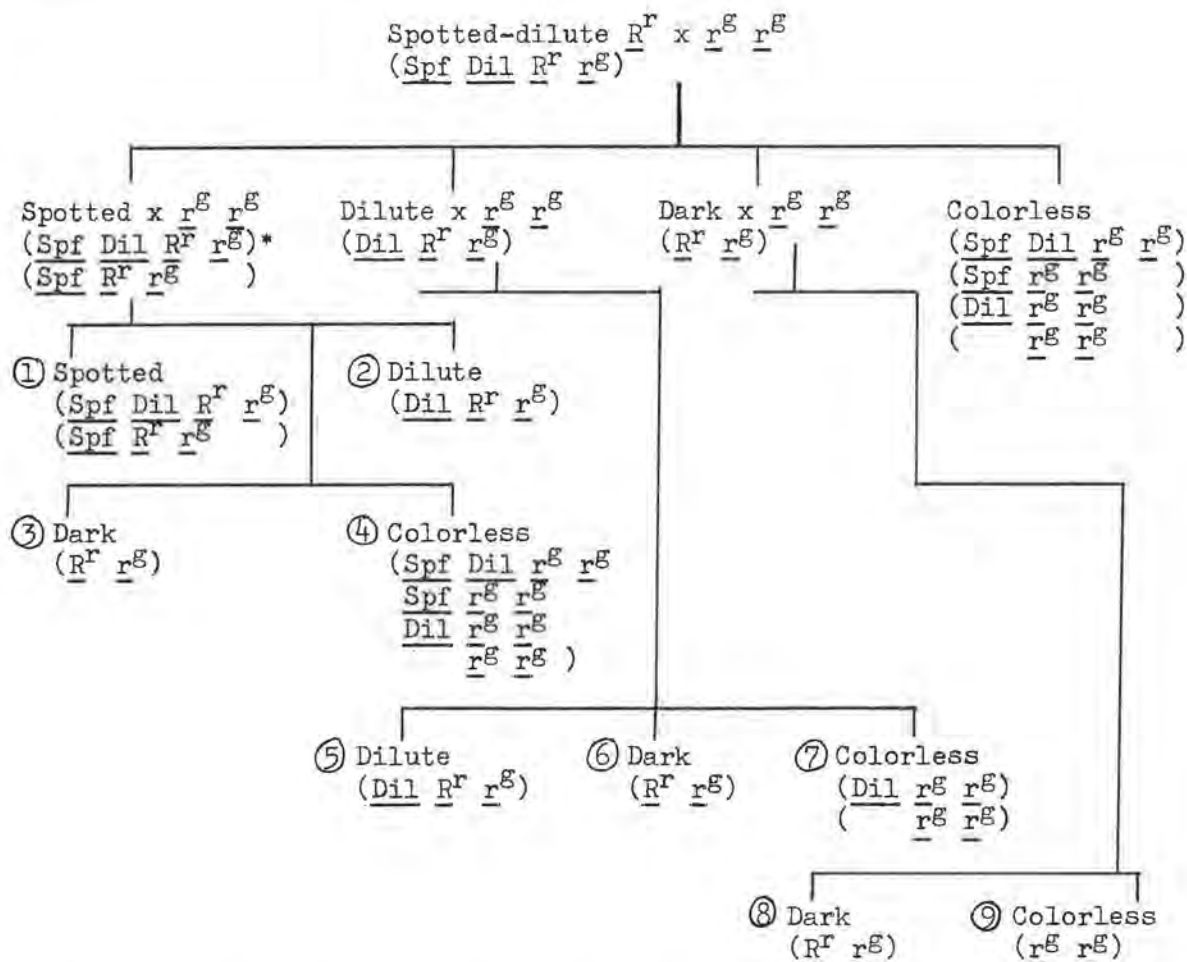 Spotted-dilute R^r x r^g r^g
(Spf Dil R^r r^g)
Spotted x r^g r^g
(Spf Dil R^r r^g)*
(Spf R^r r^g )
Dilute x r^g r^g
(Dil R^r r^g)
Dark x r^g r^g
(R^r r^g)
Colorless
(Spf Dil r^g r^g)
(Spf r^g r^g )
(Dil r^g r^g )
( r^g r^g )
① Spotted
(Spf Dil R^r r^g)
(Spf R^r r^g )
② Dilute
(Dil R^r r^g)
③ Dark
(R^r r^g)
④ Colorless
(Spf Dil r^g r^g
Spf r^g r^g
Dil r^g r^g
r^g r^g )
⑤ Dilute
(Dil R^r r^g)
⑥ Dark
(R^r r^g)
⑦ Colorless
(Dil r^g r^g)
( r^g r^g)
⑧ Dark
(R^r r^g)
⑨ Colorless
(r^g r^g)